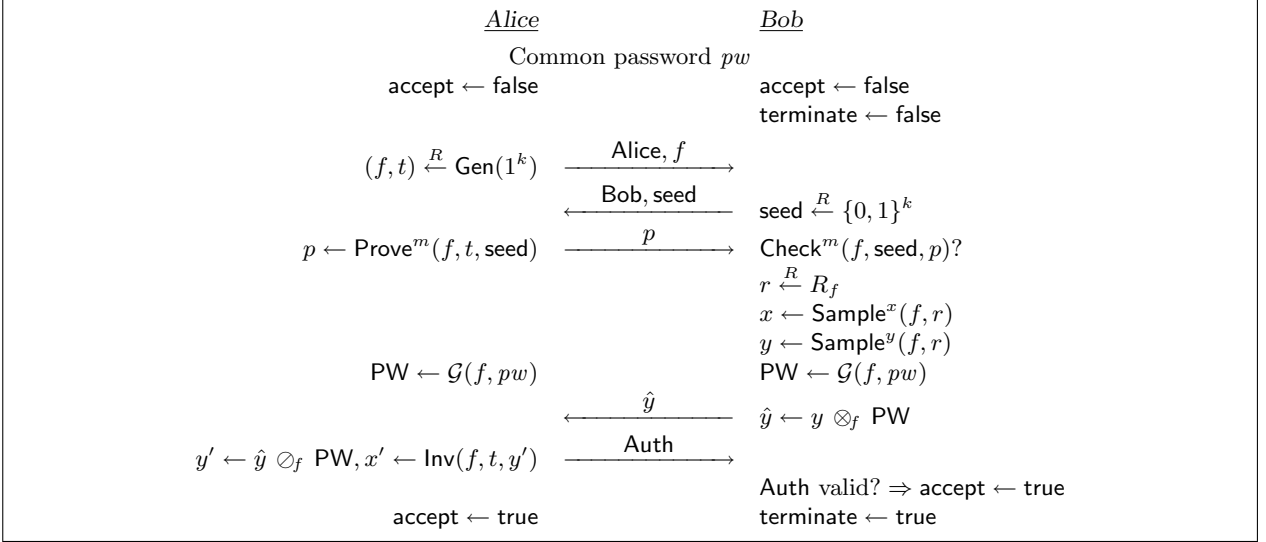 Alice Bob
Common password pw
accept ← false accept ← false
terminate ← false
(f, t) ←R Gen(1^k) Alice, f
Bob, seed seed ←R {0, 1}^k
p ← Prove^m(f, t, seed) p Check^m(f, seed, p)?
r ←R R_f
x ← Sample^x(f, r)
y ← Sample^y(f, r)
PW ← 𝒢(f, pw) PW ← 𝒢(f, pw)
ŷ ŷ ← y ⊗_f PW
y′ ← ŷ ⊘_f PW, x′ ← Inv(f, t, y′) Auth
Auth valid? ⇒ accept ← true
accept ← true terminate ← true